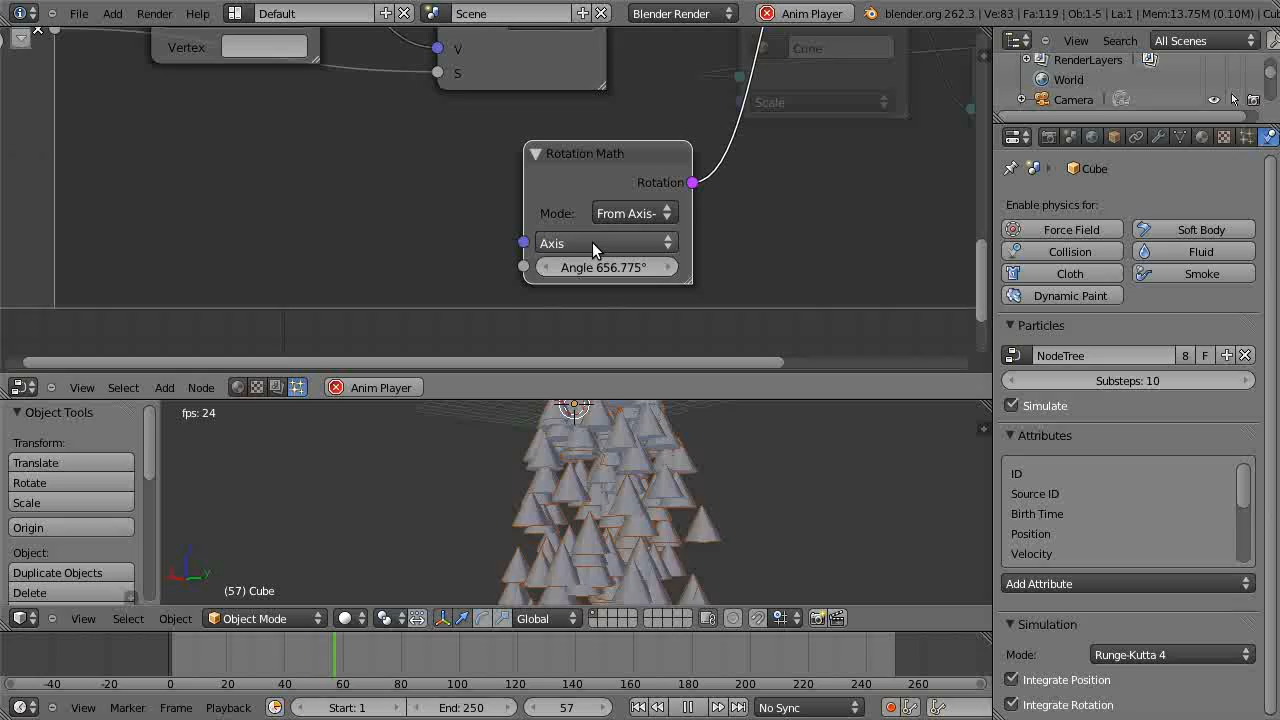 File Add Render Help Default Scene Blender Render Anim Player blender.org 262.3 | Ve:83 | Fa:119 | Ob:1-5 | La:1 | Mem:13.75M (0.10M) | Cube
Vertex
V
S
Cone
Scale
Rotation Math
Rotation
Mode: From Axis-
Axis
Angle 656.775°
View Select Add Node Anim Player
Object Tools
Transform:
Translate
Rotate
Scale
Origin
Object:
Duplicate Objects
Delete
fps: 24
z
x y
(57) Cube
View Select Object Object Mode Global
-40 -20 0 20 40 60 80 100 120 140 160 180 200 220 240 260
View Marker Frame Playback Start: 1 End: 250 57 No Sync
View Search All Scenes
RenderLayers
World
Camera
Cube
Enable physics for:
Force Field Soft Body
Collision Fluid
Cloth Smoke
Dynamic Paint
Particles
NodeTree 8 F
Substeps: 10
Simulate
Attributes
ID
Source ID
Birth Time
Position
Velocity
Add Attribute
Simulation
Mode: Runge-Kutta 4
Integrate Position
Integrate Rotation